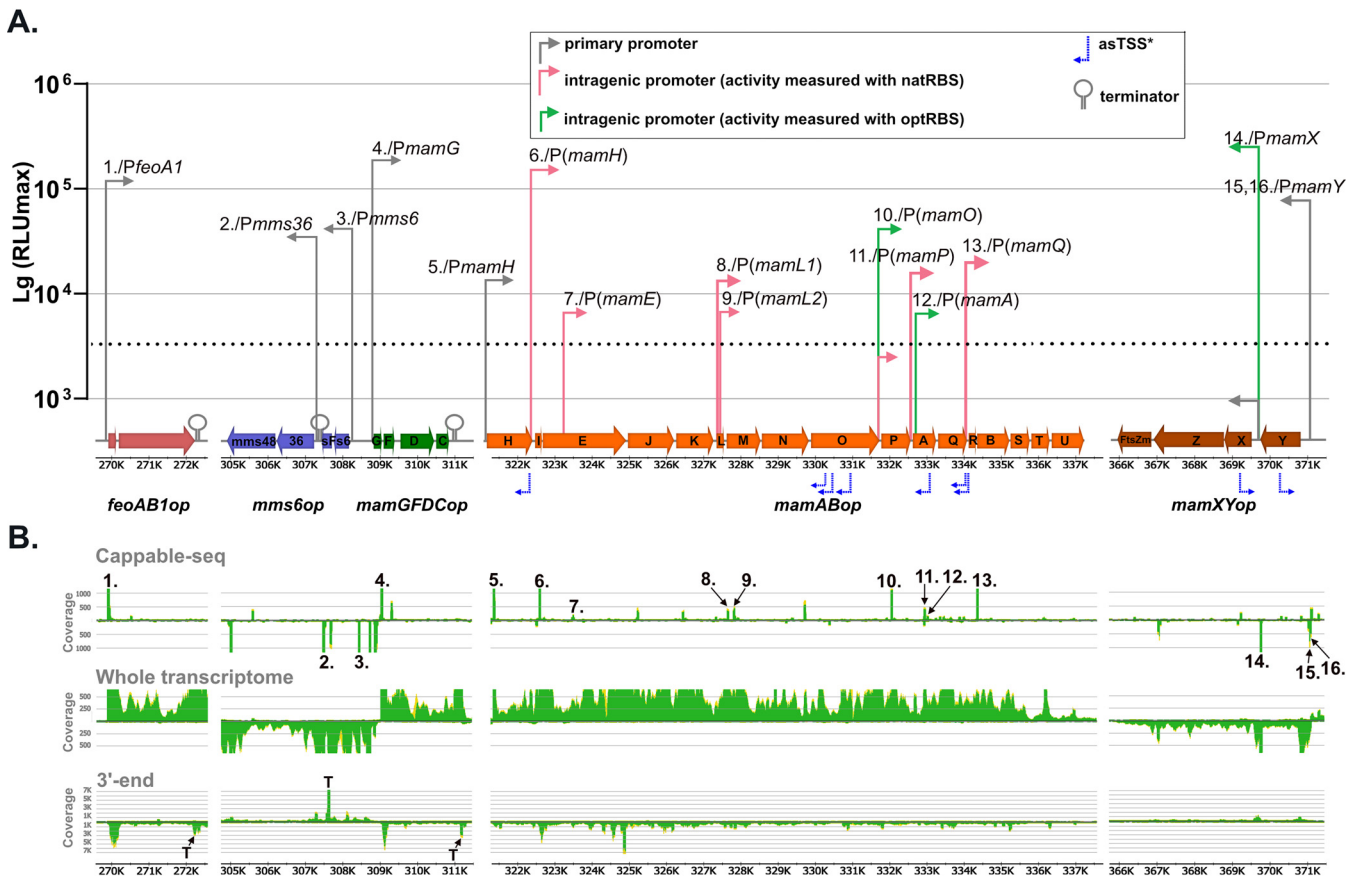 A.
primary promoter
intragenic promoter (activity measured with natRBS)
intragenic promoter (activity measured with optRBS)
asTSS*
terminator
Lg (RLUmax)
10⁶
10⁵
10⁴
10³
1./PfeoA1
2./Pmms36
3./Pmms6
4./PmamG
5./PmamH
6./P(mamH)
7./P(mamE)
8./P(mamL1)
9./P(mamL2)
10./P(mamO)
11./P(mamP)
12./P(mamA)
13./P(mamQ)
14./PmamX
15,16./PmamY
mms48 36 sFs6 G F D C H I E J K L M N O P A Q R B S T U FtsZm Z X Y
270K 271K 272K 305K 306K 307K 308K 309K 310K 311K 322K 323K 324K 325K 326K 327K 328K 329K 330K 331K 332K 333K 334K 335K 336K 337K 366K 367K 368K 369K 370K 371K
feoAB1op mms6op mamGFDCop mamABop mamXYop
B.
Cappable-seq
Coverage
1000
500
500
1000
1. 2. 3. 4. 5. 6. 7. 8. 9. 10. 11. 12. 13. 14. 15. 16.
Whole transcriptome
Coverage
500
250
250
500
3'-end
Coverage
7K
5K
3K
1K
1K
3K
5K
7K
T T T
270K 271K 272K 305K 306K 307K 308K 309K 310K 311K 322K 323K 324K 325K 326K 327K 328K 329K 330K 331K 332K 333K 334K 335K 336K 337K 366K 367K 368K 369K 370K 371K